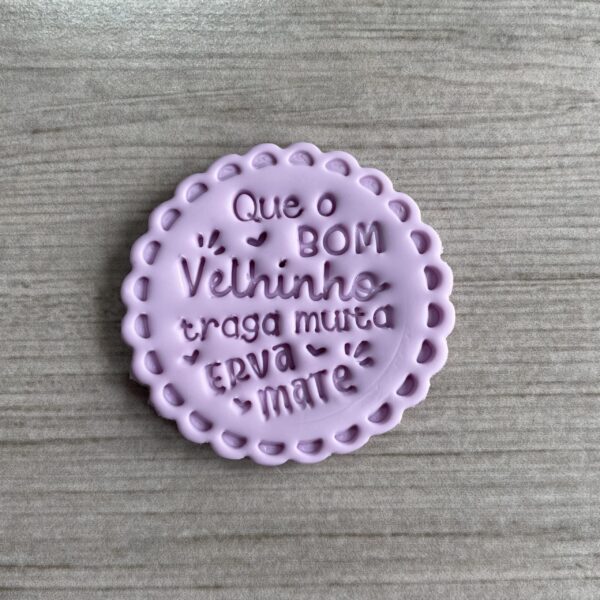 Que o
BOM
Velhinho
traga muita
ERVA
MATE